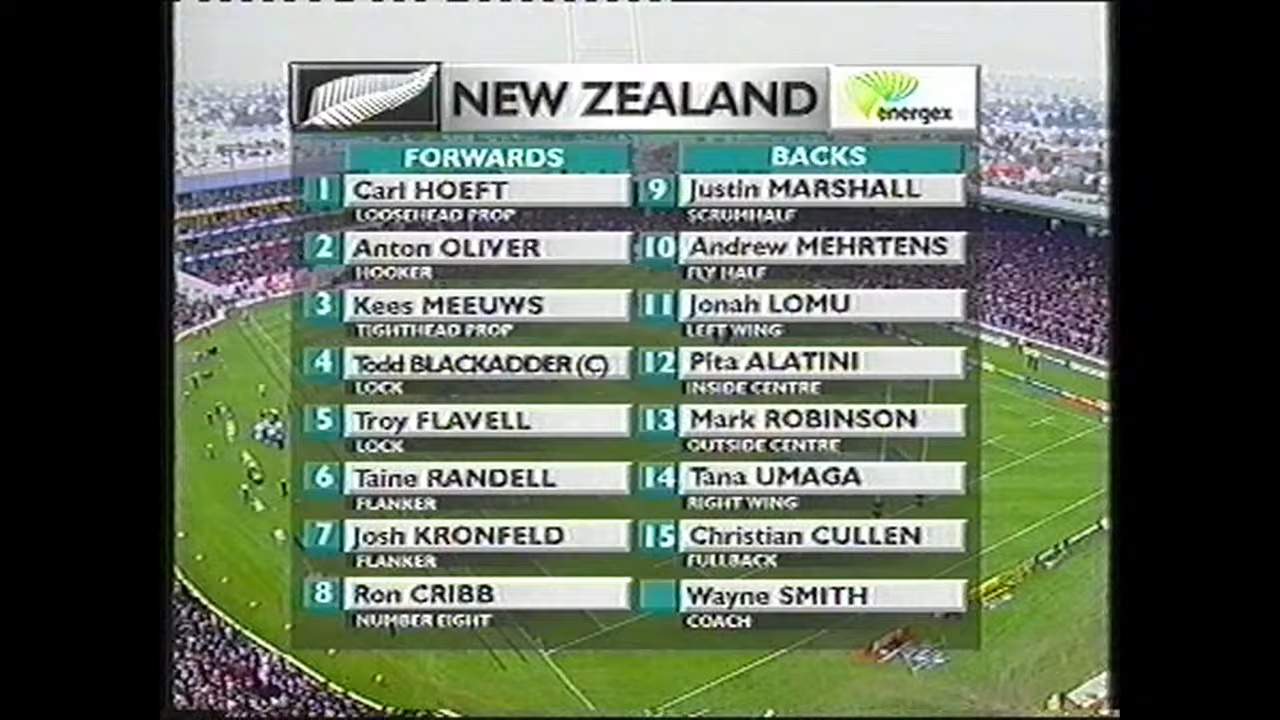 NEW ZEALAND
energex
FORWARDS
1 Carl HOEFT
LOOSEHEAD PROP
2 Anton OLIVER
HOOKER
3 Kees MEEUWS
TIGHTHEAD PROP
4 Todd BLACKADDER (C)
LOCK
5 Troy FLAVELL
LOCK
6 Taine RANDELL
FLANKER
7 Josh KRONFELD
FLANKER
8 Ron CRIBB
NUMBER EIGHT
BACKS
9 Justin MARSHALL
SCRUMHALF
10 Andrew MEHRTENS
FLY HALF
11 Jonah LOMU
LEFT WING
12 Pita ALATINI
INSIDE CENTRE
13 Mark ROBINSON
OUTSIDE CENTRE
14 Tana UMAGA
RIGHT WING
15 Christian CULLEN
FULLBACK
Wayne SMITH
COACH